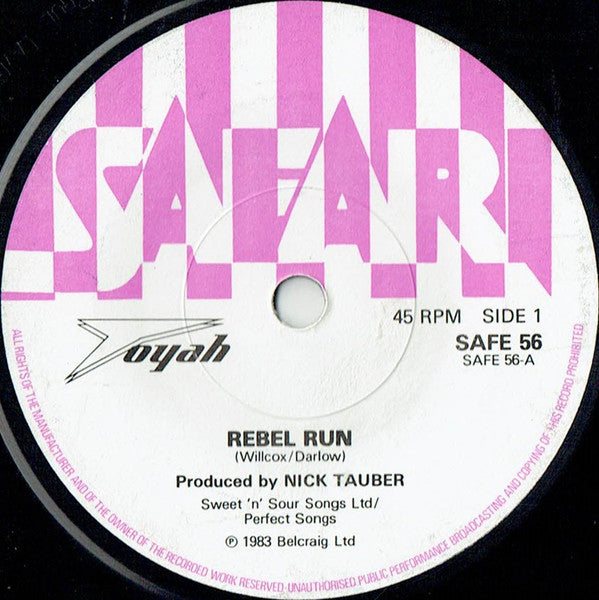 SAFARI
45 RPM SIDE 1
Toyah
SAFE 56
SAFE 56-A
REBEL RUN
(Willcox/Darlow)
Produced by NICK TAUBER
Sweet 'n' Sour Songs Ltd/
Perfect Songs
℗ 1983 Belcraig Ltd
ALL RIGHTS OF THE MANUFACTURER AND OF THE OWNER OF THE RECORDED WORK RESERVED·UNAUTHORISED PUBLIC PERFORMANCE BROADCASTING AND COPYING OF THIS RECORD PROHIBITED